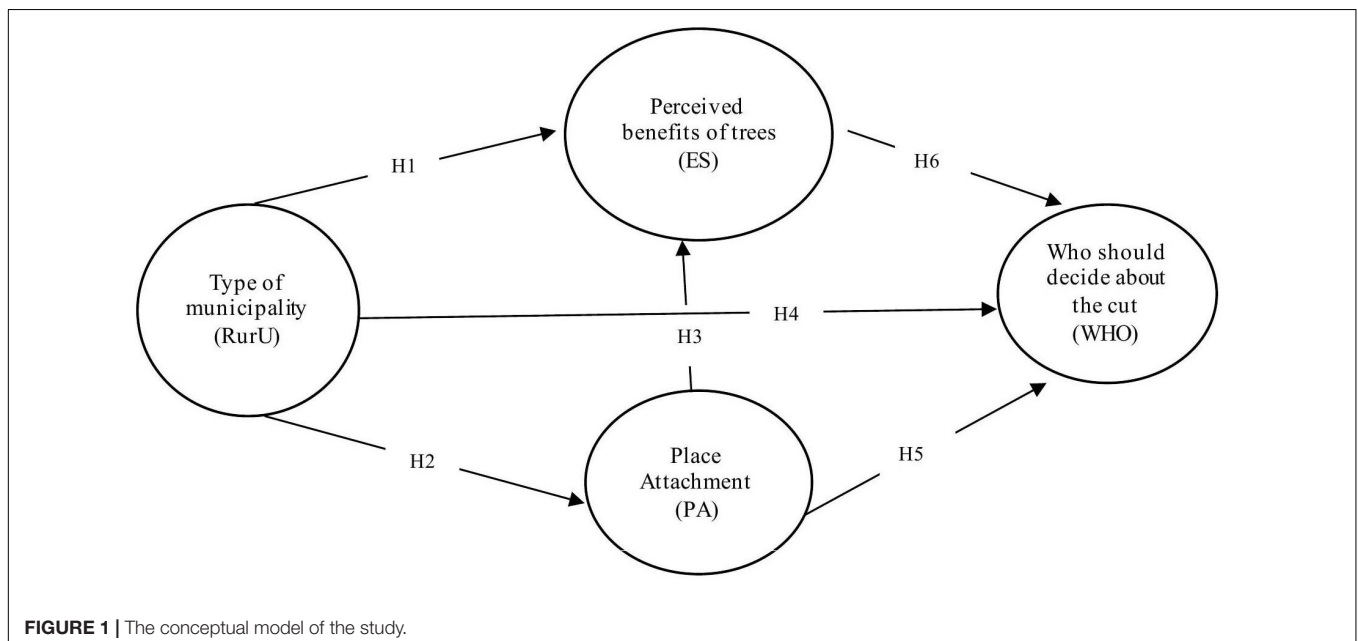 Perceived
benefits of trees
(ES)
H1
H6
Type of
municipality
(RurU)
Who should
decide about
the cut
(WHO)
H4
H3
H2
Place
Attachment
(PA)
H5
FIGURE 1 | The conceptual model of the study.